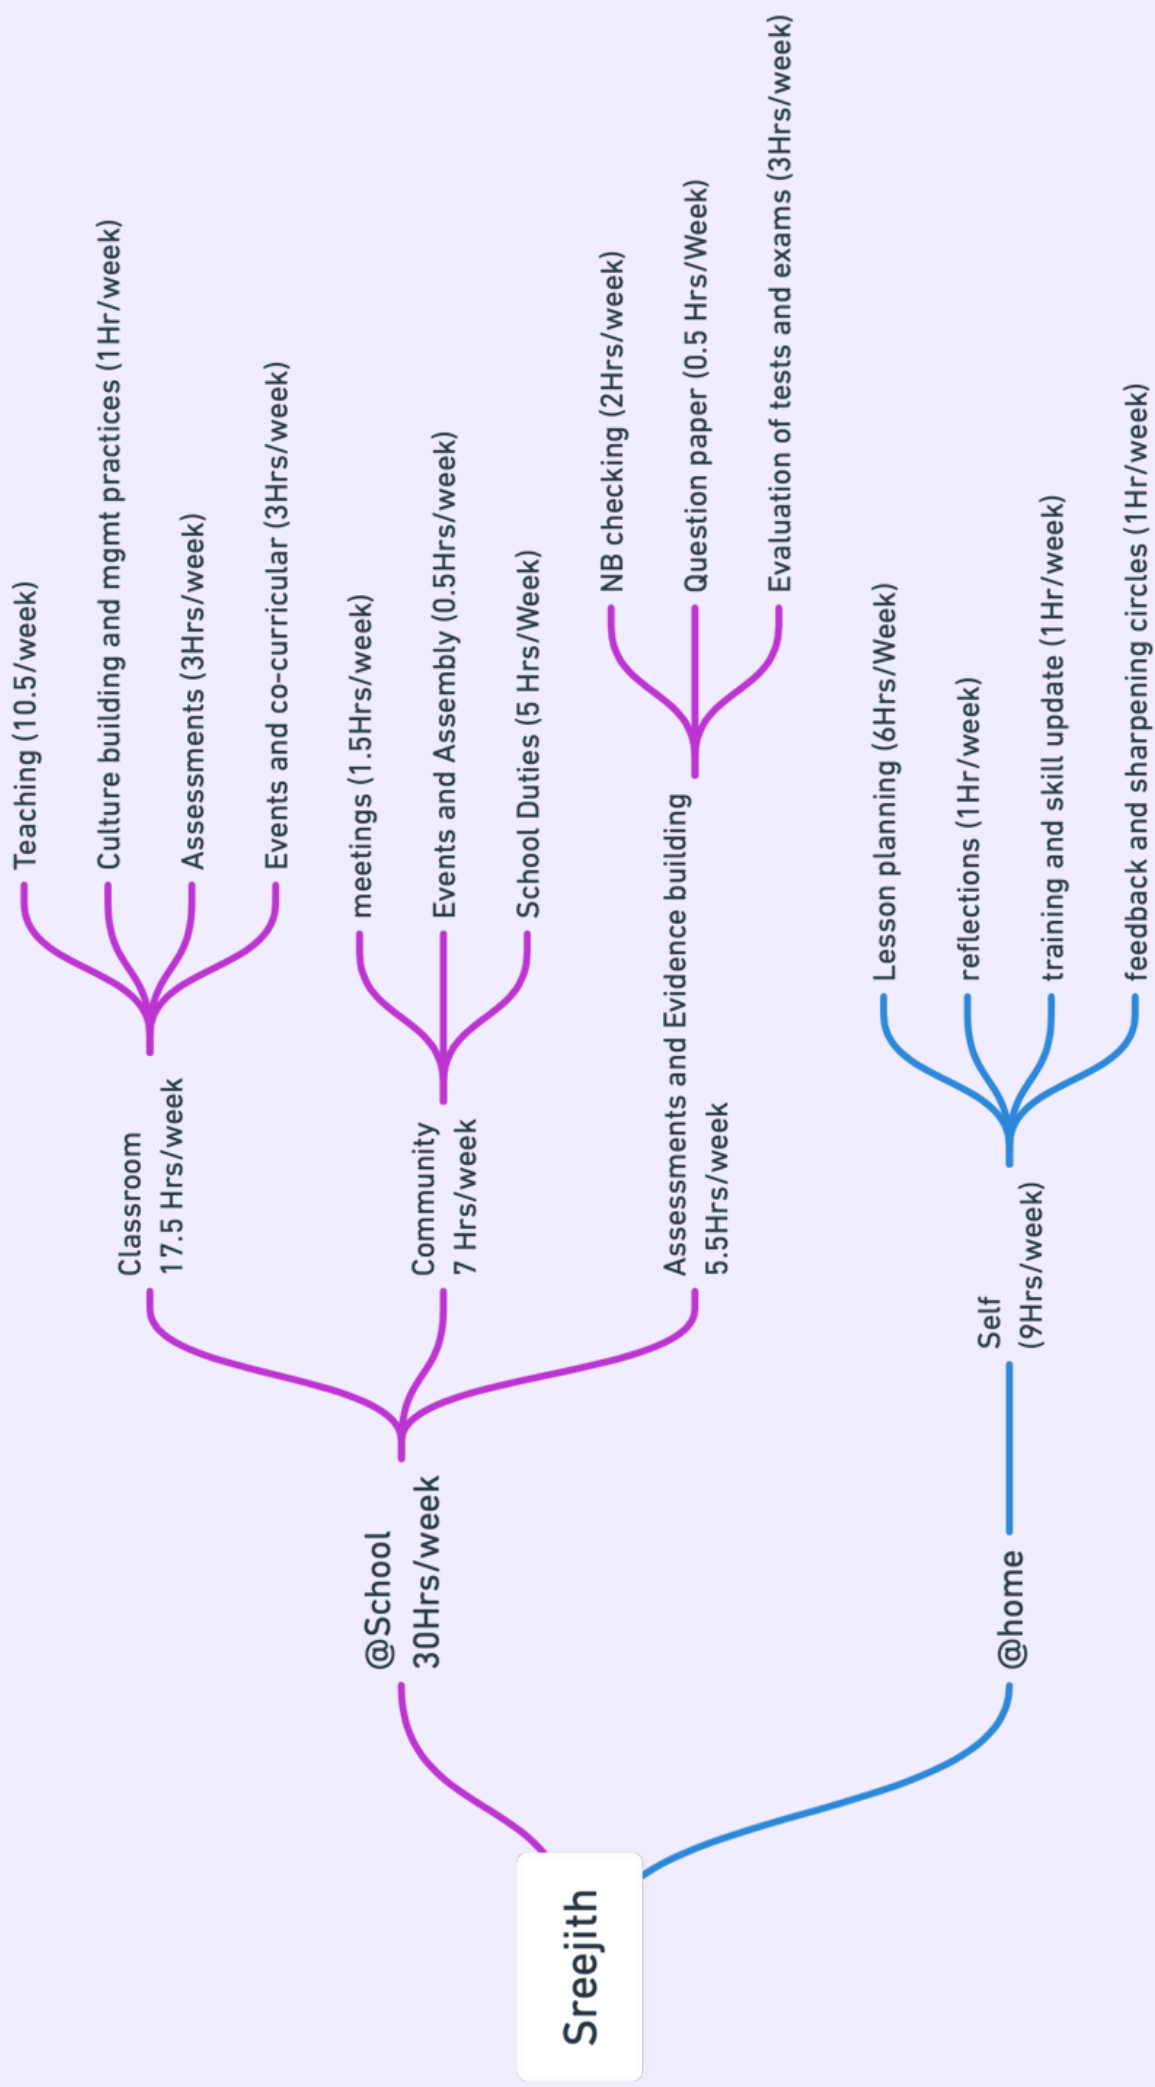 Sreejith
@School
30Hrs/week
Classroom
17.5 Hrs/week
Teaching (10.5/week)
Culture building and mgmt practices (1Hr/week)
Assessments (3Hrs/week)
Events and co-curricular (3Hrs/week)
Community
7 Hrs/week
meetings (1.5Hrs/week)
Events and Assembly (0.5Hrs/week)
School Duties (5 Hrs/Week)
Assessments and Evidence building
5.5Hrs/week
NB checking (2Hrs/week)
Question paper (0.5 Hrs/Week)
Evaluation of tests and exams (3Hrs/week)
@home
Self
(9Hrs/week)
Lesson planning (6Hrs/Week)
reflections (1Hr/week)
training and skill update (1Hr/week)
feedback and sharpening circles (1Hr/week)